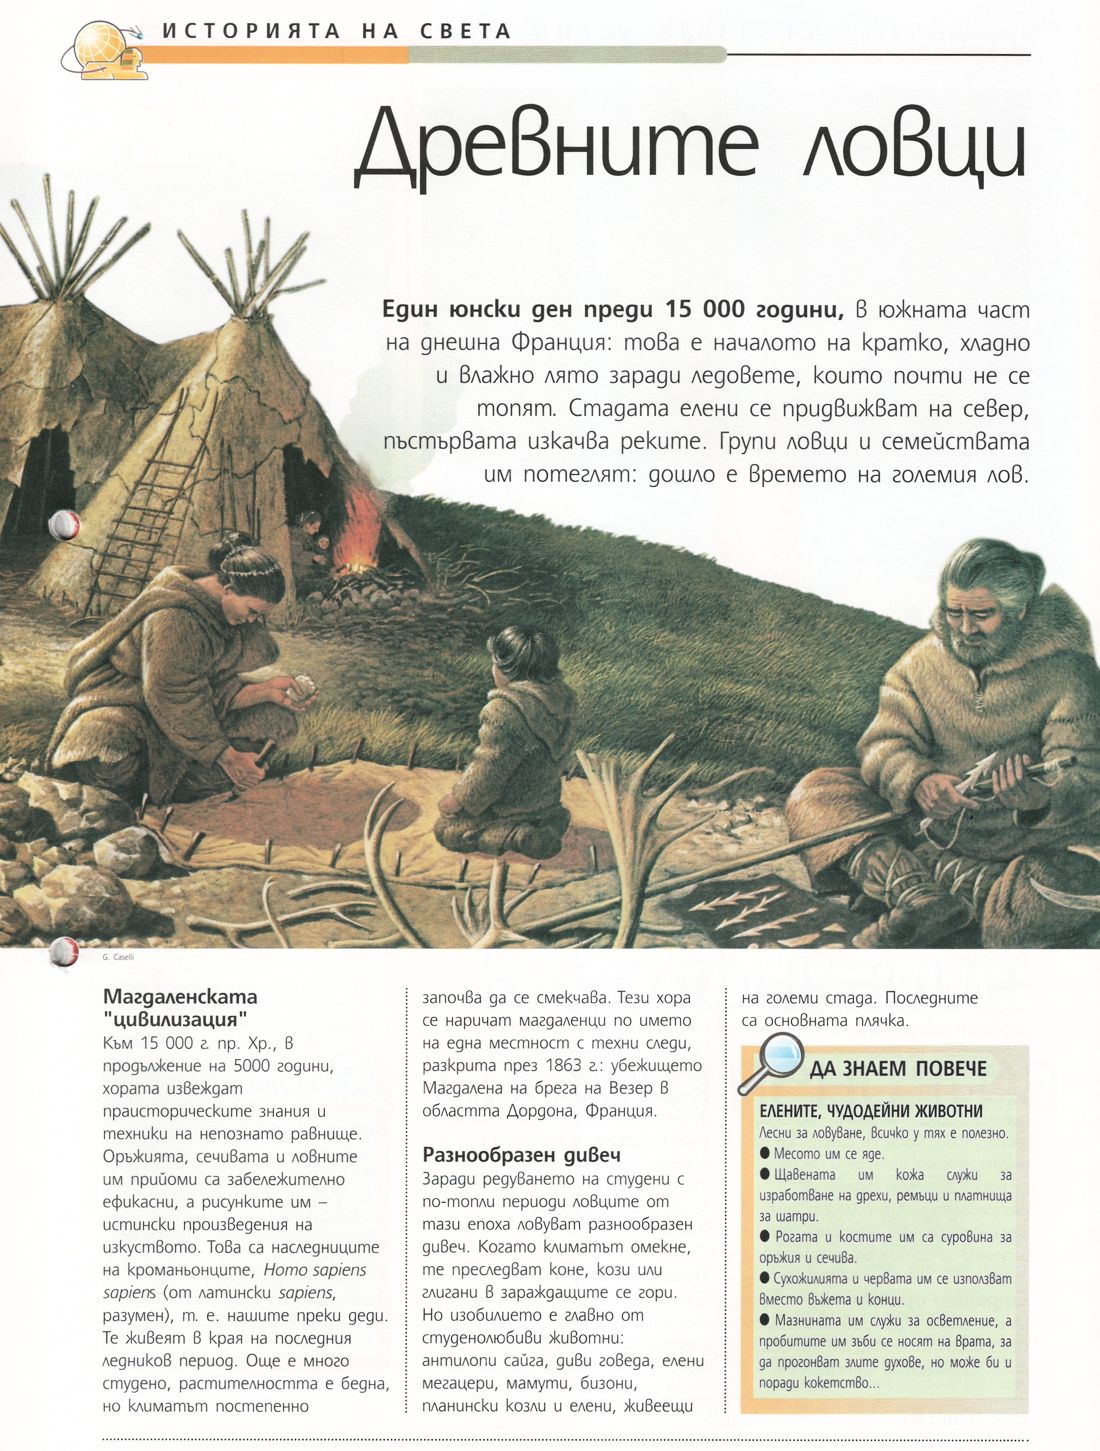 ИСТОРИЯТА НА СВЕТА
Древните ловци
Един юнски ден преди 15 000 години, в южната част
на днешна Франция: това е началото на кратко, хладно
и влажно лято заради ледовете, които почти не се
топят. Стадата елени се придвижват на север,
пъстървата изкачва реките. Групи ловци и семействата
им потеглят: дошло е времето на големия лов.
G. Caselli
Магдаленската
"цивилизация"
Към 15 000 г. пр. Хр., в
продължение на 5000 години,
хората извеждат
праисторическите знания и
техники на непознато равнище.
Оръжията, сечивата и ловните
им прийоми са забележително
ефикасни, а рисунките им –
истински произведения на
изкуството. Това са наследниците
на кроманьонците, Homo sapiens
sapiens (от латински sapiens,
разумен), т. е. нашите преки деди.
Те живеят в края на последния
ледников период. Още е много
студено, растителността е бедна,
но климатът постепенно
започва да се смекчава. Тези хора
се наричат магдаленци по името
на една местност с техни следи,
разкрита през 1863 г.: убежището
Магдалена на брега на Везер в
областта Дордона, Франция.
Разнообразен дивеч
Заради редуването на студени с
по-топли периоди ловците от
тази епоха ловуват разнообразен
дивеч. Когато климатът омекне,
те преследват коне, кози или
глигани в зараждащите се гори.
Но изобилието е главно от
студенолюбиви животни:
антилопи сайга, диви говеда, елени
мегацери, мамути, бизони,
планински козли и елени, живеещи
на големи стада. Последните
са основната плячка.
ДА ЗНАЕМ ПОВЕЧЕ
ЕЛЕНИТЕ, ЧУДОДЕЙНИ ЖИВОТНИ
Лесни за ловуване, всичко у тях е полезно.
● Месото им се яде.
● Щавената им кожа служи за
изработване на дрехи, ремъци и платнища
за шатри.
● Рогата и костите им са суровина за
оръжия и сечива.
● Сухожилията и червата им се използват
вместо въжета и конци.
● Мазнината им служи за осветление, а
пробитите им зъби се носят на врата, за
да прогонват злите духове, но може би и
поради кокетство...